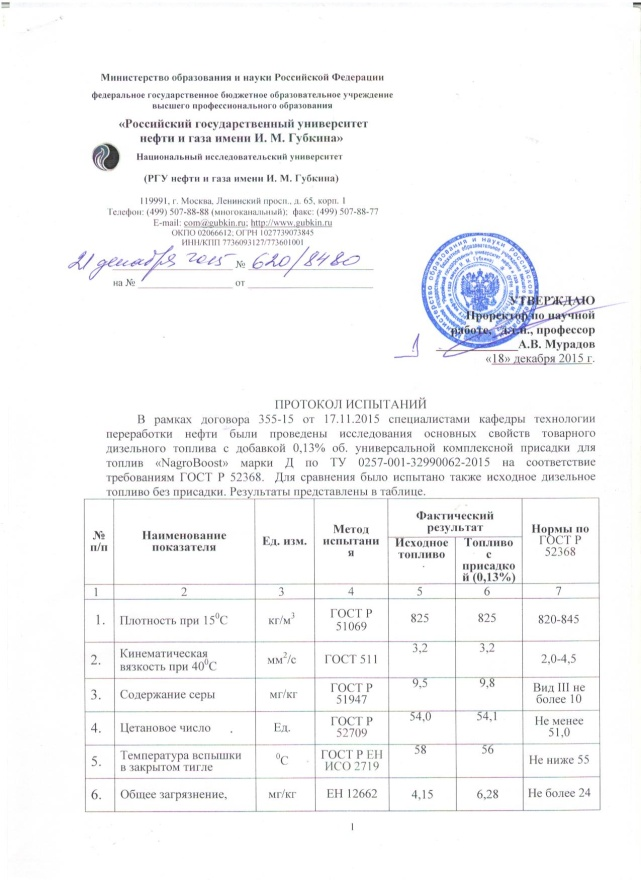 Министерство образования и науки Российской Федерации
федеральное государственное бюджетное образовательное учреждение
высшего профессионального образования
«Российский государственный университет
нефти и газа имени И. М. Губкина»
Национальный исследовательский университет
(РГУ нефти и газа имени И. М. Губкина)
119991, г. Москва, Ленинский просп., д. 65, корп. 1
Телефон: (499) 507-88-88 (многоканальный); факс: (499) 507-88-77
E-mail: com@gubkin.ru; http://www.gubkin.ru
ОКПО 02066612; ОГРН 1027739073845
ИНН/КПП 7736093127/773601001
21 декабря 2015 № 620/8480
на № от
УТВЕРЖДАЮ
Проректор по научной
работе, д.т.н., профессор
А.В. Мурадов
«18» декабря 2015 г.
ПРОТОКОЛ ИСПЫТАНИЙ
В рамках договора 355-15 от 17.11.2015 специалистами кафедры технологии
переработки нефти были проведены исследования основных свойств товарного
дизельного топлива с добавкой 0,13% об. универсальной комплексной присадки для
топлив «NagroBoost» марки Д по ТУ 0257-001-32990062-2015 на соответствие
требованиям ГОСТ Р 52368. Для сравнения было испытано также исходное дизельное
топливо без присадки. Результаты представлены в таблице.
№ п/п Наименование показателя Ед. изм. Метод испытания Фактический результат Нормы по ГОСТ Р 52368
Исходное топливо Топливо с присадкой (0,13%)
1 2 3 4 5 6 7
1. Плотность при 15⁰С кг/м³ ГОСТ Р 51069 825 825 820-845
2. Кинематическая вязкость при 40⁰С мм²/с ГОСТ 511 3,2 3,2 2,0-4,5
3. Содержание серы мг/кг ГОСТ Р 51947 9,5 9,8 Вид III не более 10
4. Цетановое число Ед. ГОСТ Р 52709 54,0 54,1 Не менее 51,0
5. Температура вспышки в закрытом тигле ⁰С ГОСТ Р ЕН ИСО 2719 58 56 Не ниже 55
6. Общее загрязнение, мг/кг ЕН 12662 4,15 6,28 Не более 24
1